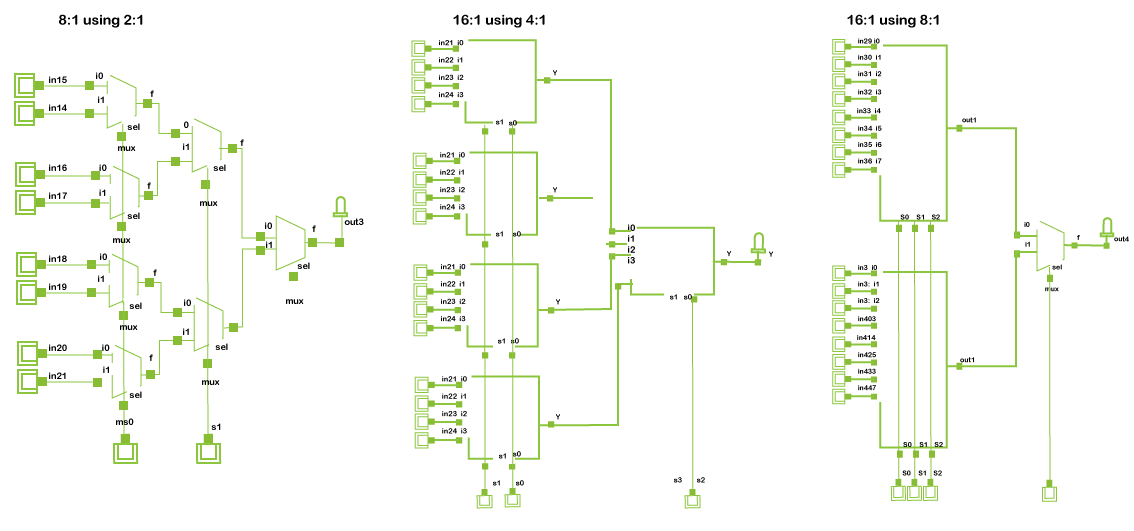 8:1 using 2:1
in15 i0
f
in14 i1
sel
mux
0
f
i1
sel
mux
in16 i0
f
in17 i1
sel
mux
i0
f
out3
i1
sel
mux
in18 i0
f
in19 i1
sel
mux
i0
f
i1
sel
mux
in20 i0
f
in21 i1
sel
ms0
s1
16:1 using 4:1
in21 i0
in22 i1
in23 i2
in24 i3
Y
s1 s0
in21 i0
in22 i1
in23 i2
in24 i3
Y
s1 s0
in21 i0
in22 i1
in23 i2
in24 i3
Y
s1 s0
in21 i0
in22 i1
in23 i2
in24 i3
Y
s1 s0
s1 s0
i0
i1
i2
i3
Y Y
s1 s0
s3 s2
16:1 using 8:1
in29 i0
in30 i1
in31 i2
in32 i3
in33 i4
in34 i5
in35 i6
in36 i7
out1
S0 S1 S2
in3 i0
in3: i1
in3: i2
in403
in414
in425
in433
in447
out1
S0 S1 S2
S0 S1 S2
i0
i1
f
out4
sel
mux